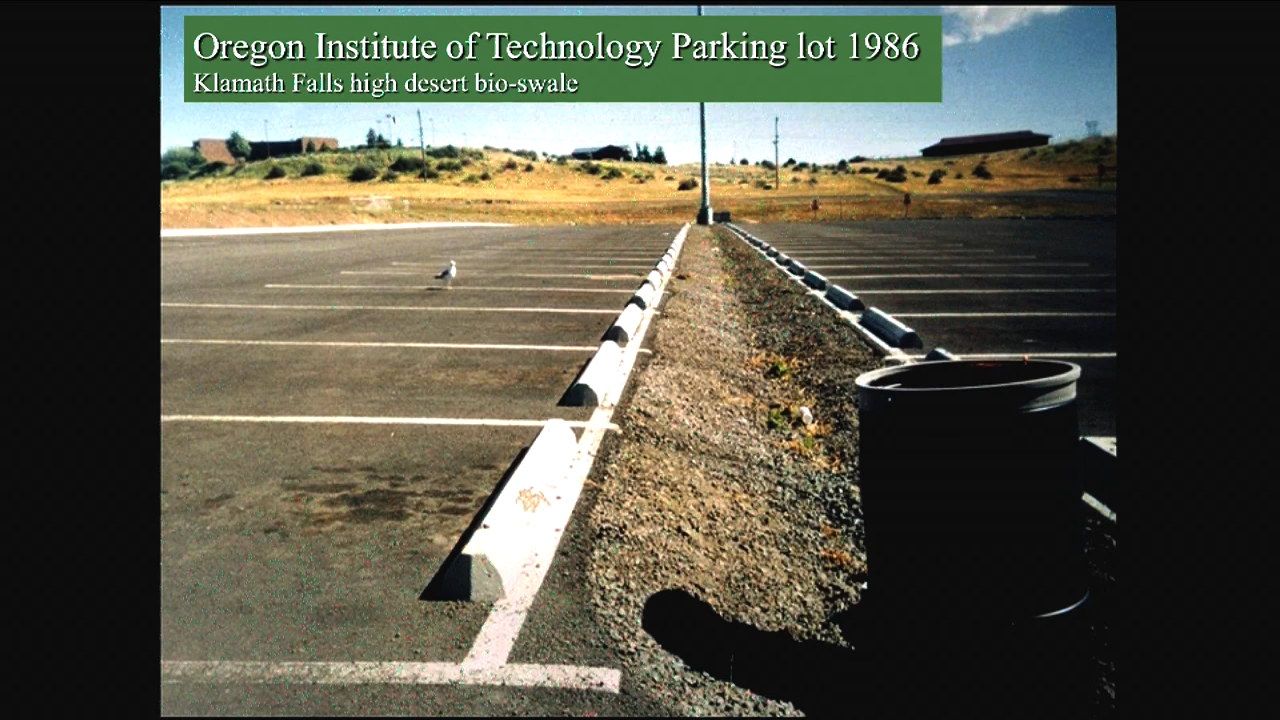 Oregon Institute of Technology Parking lot 1986
Klamath Falls high desert bio-swale